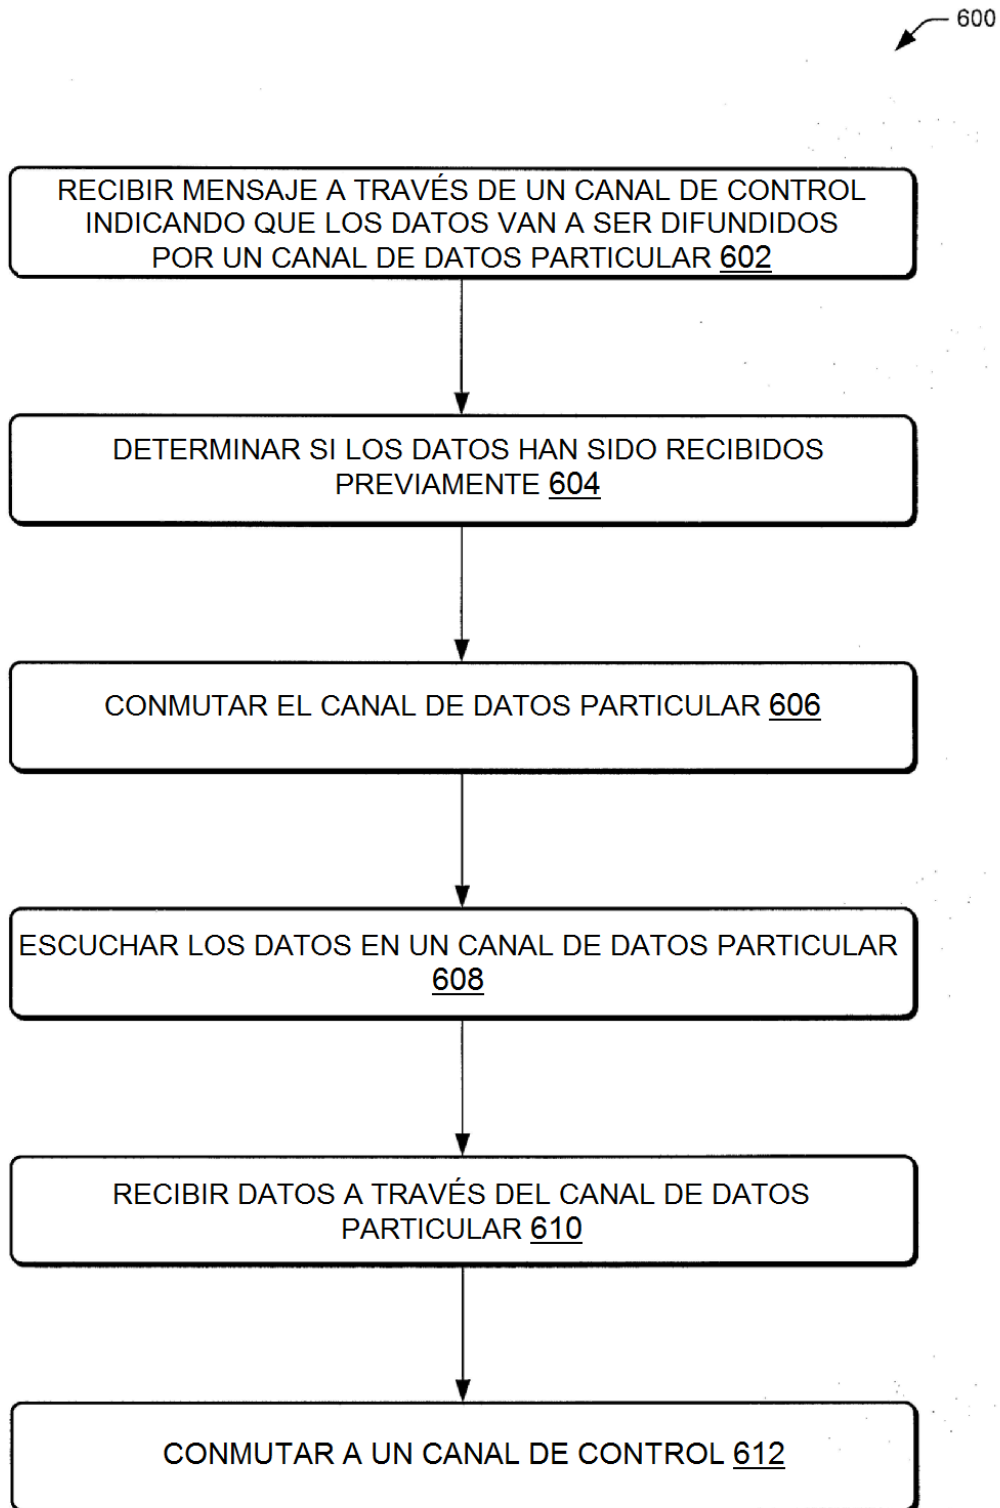 600
RECIBIR MENSAJE A TRAVÉS DE UN CANAL DE CONTROL
INDICANDO QUE LOS DATOS VAN A SER DIFUNDIDOS
POR UN CANAL DE DATOS PARTICULAR 602
DETERMINAR SI LOS DATOS HAN SIDO RECIBIDOS
PREVIAMENTE 604
CONMUTAR EL CANAL DE DATOS PARTICULAR 606
ESCUCHAR LOS DATOS EN UN CANAL DE DATOS PARTICULAR
608
RECIBIR DATOS A TRAVÉS DEL CANAL DE DATOS
PARTICULAR 610
CONMUTAR A UN CANAL DE CONTROL 612